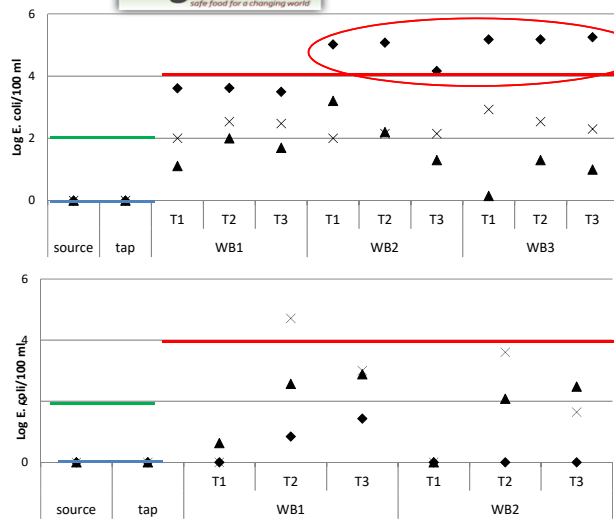 safe food for a changing world
Log E. coli/100 ml
6
4
2
0
T1 T2 T3 T1 T2 T3 T1 T2 T3
source tap WB1 WB2 WB3
Log E. coli/100 ml
6
4
2
0
T1 T2 T3 T1 T2 T3
source tap WB1 WB2